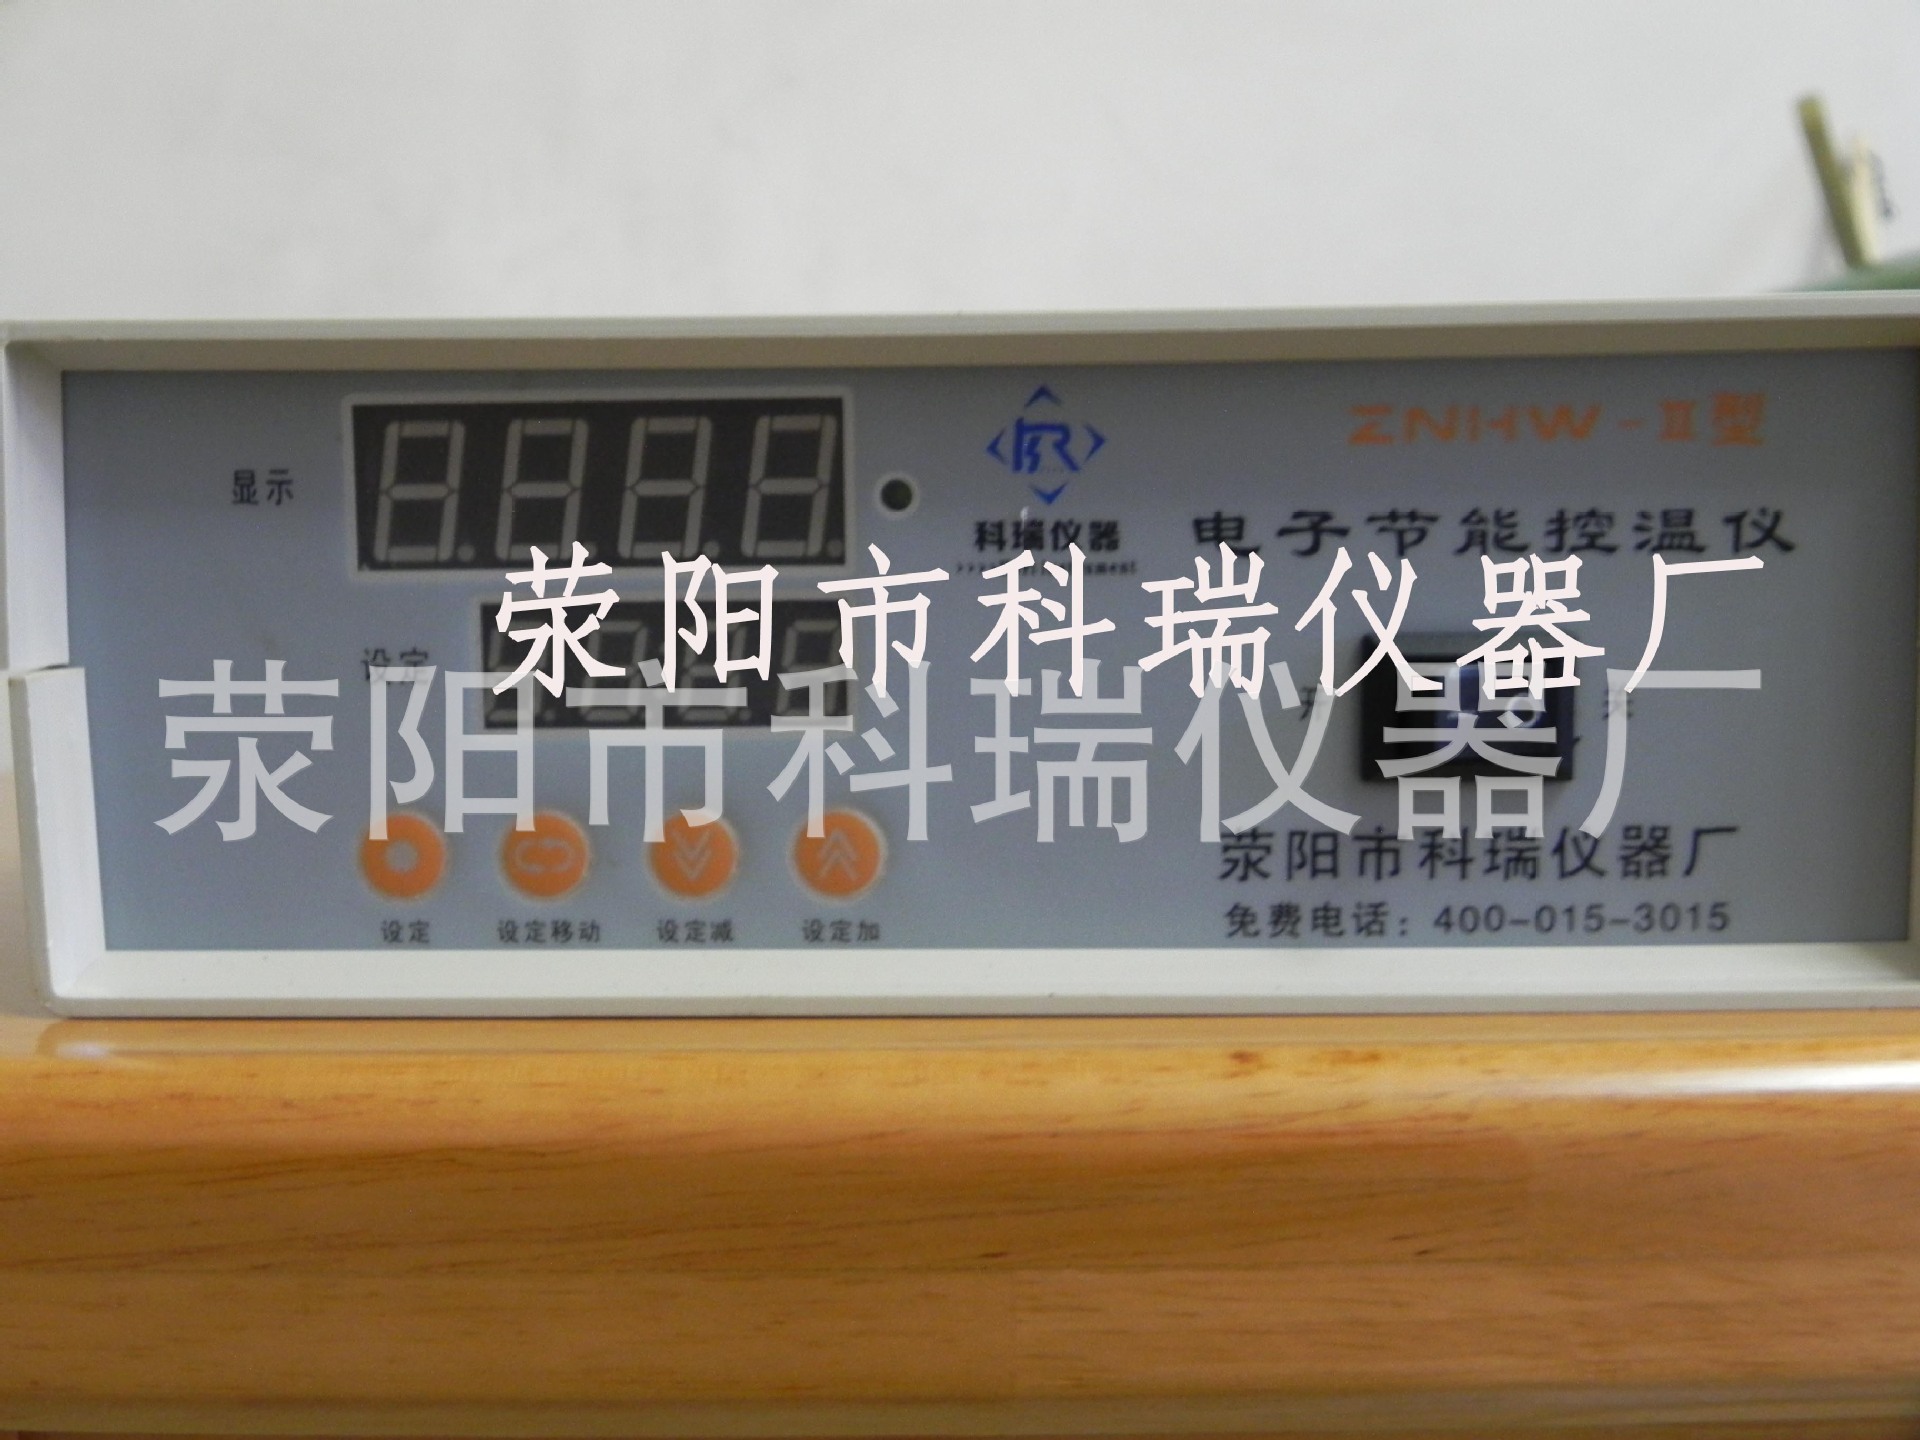 ZNHW-Ⅱ型
显示
科瑞仪器
电子节能控温仪
荥阳市科瑞仪器厂
设定
开
关
荥阳市科瑞仪器厂
荥阳市科瑞仪器厂
免费电话：400-015-3015
设定
设定移动
设定减
设定加